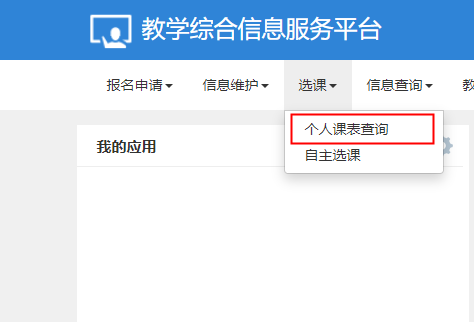 教学综合信息服务平台
报名申请 信息维护 选课 信息查询
个人课表查询
自主选课
我的应用